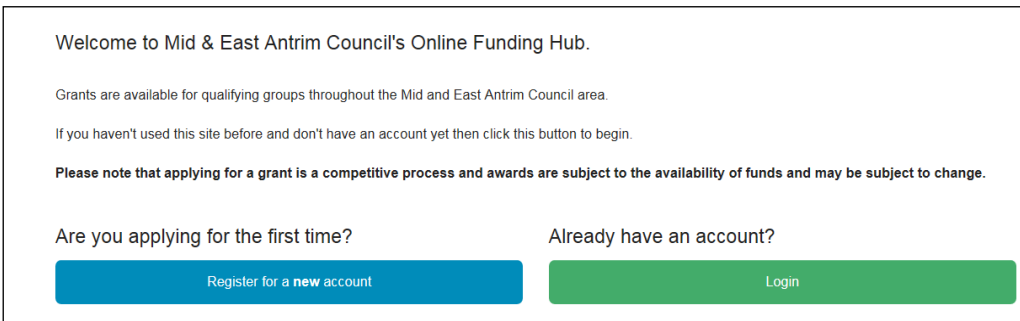 Welcome to Mid & East Antrim Council's Online Funding Hub.
Grants are available for qualifying groups throughout the Mid and East Antrim Council area.
If you haven't used this site before and don't have an account yet then click this button to begin.
Please note that applying for a grant is a competitive process and awards are subject to the availability of funds and may be subject to change.
Are you applying for the first time?
Register for a new account
Already have an account?
Login